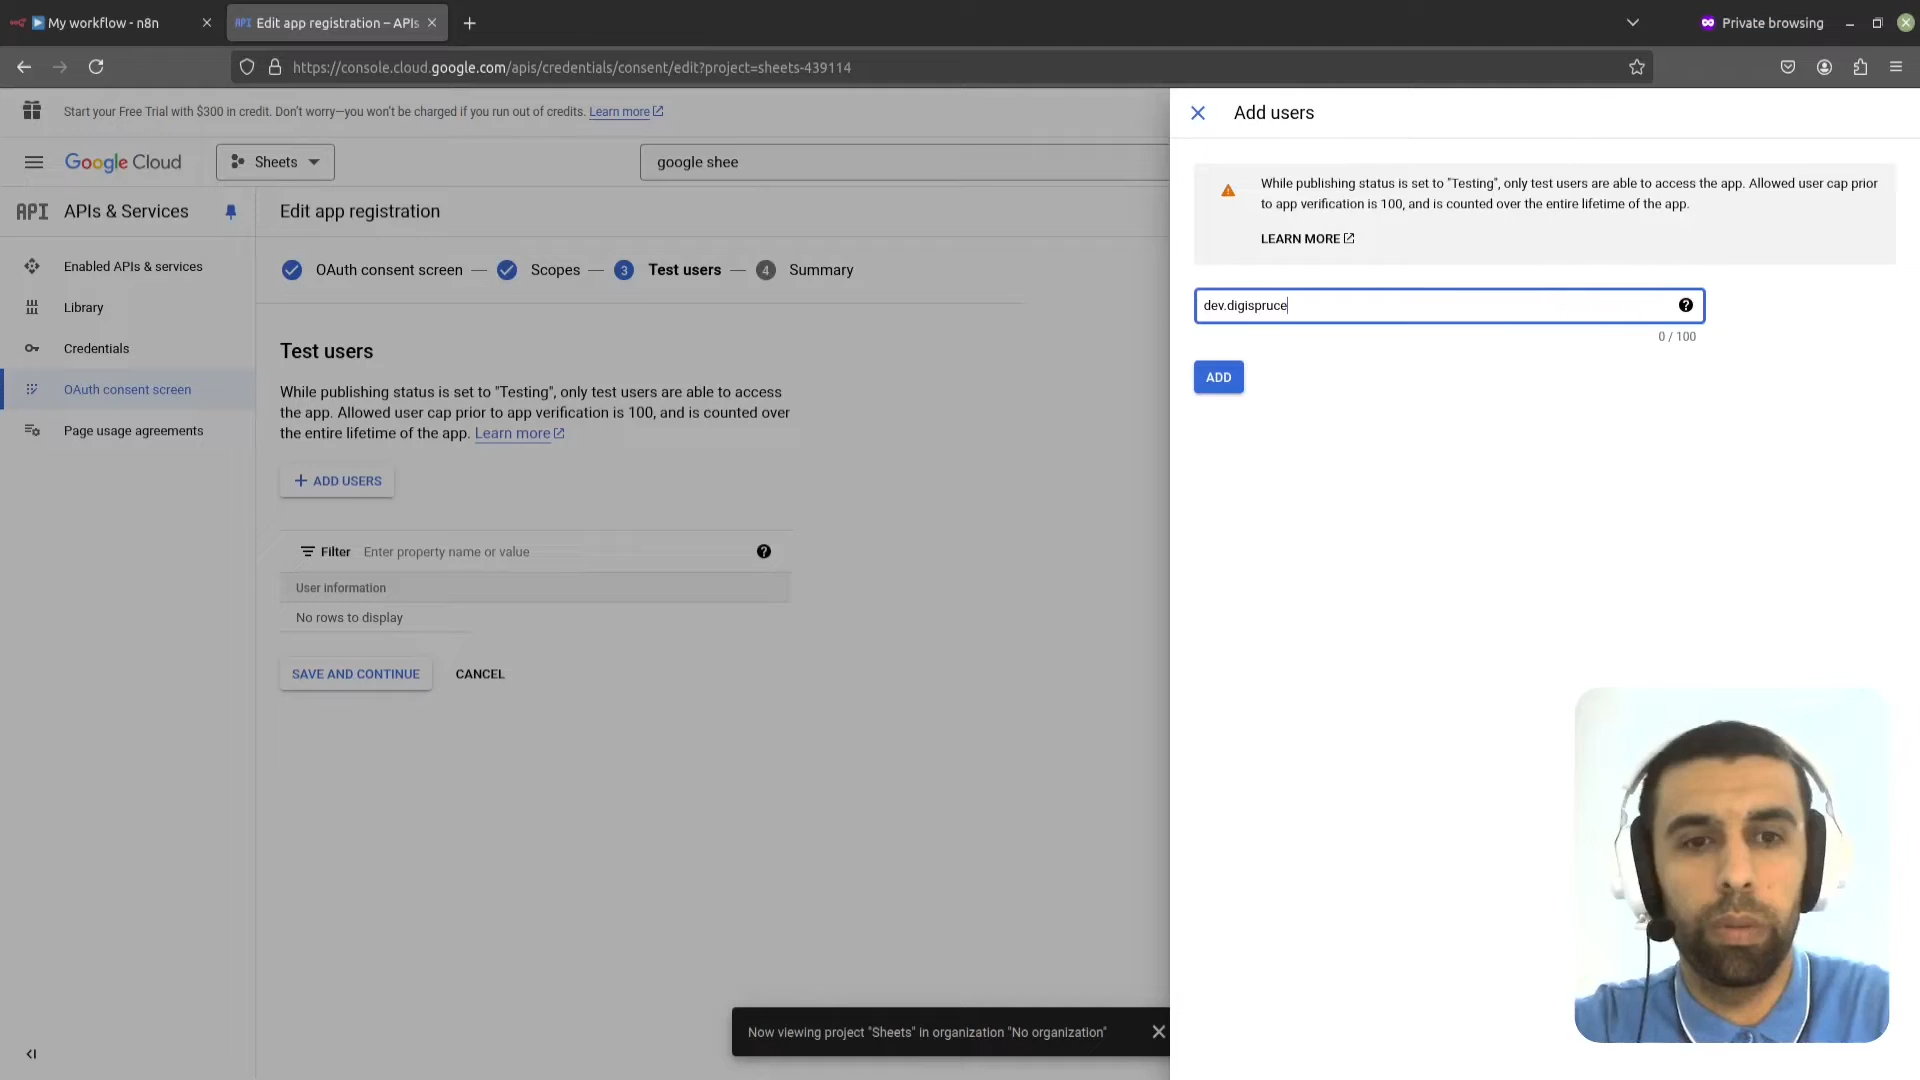 My workflow - n8n
API Edit app registration – APIs
Private browsing
https://console.cloud.google.com/apis/credentials/consent/edit?project=sheets-439114
Start your Free Trial with $300 in credit. Don't worry—you won't be charged if you run out of credits. Learn more
Google Cloud
Sheets
google shee
API APIs & Services
Enabled APIs & services
Library
Credentials
OAuth consent screen
Page usage agreements
Edit app registration
OAuth consent screen — Scopes — 3 Test users — 4 Summary
Test users
While publishing status is set to "Testing", only test users are able to access
the app. Allowed user cap prior to app verification is 100, and is counted over
the entire lifetime of the app. Learn more
+ ADD USERS
Filter Enter property name or value
User information
No rows to display
SAVE AND CONTINUE CANCEL
Now viewing project "Sheets" in organization "No organization"
Add users
While publishing status is set to "Testing", only test users are able to access the app. Allowed user cap prior
to app verification is 100, and is counted over the entire lifetime of the app.
LEARN MORE
dev.digispruce
0 / 100
ADD